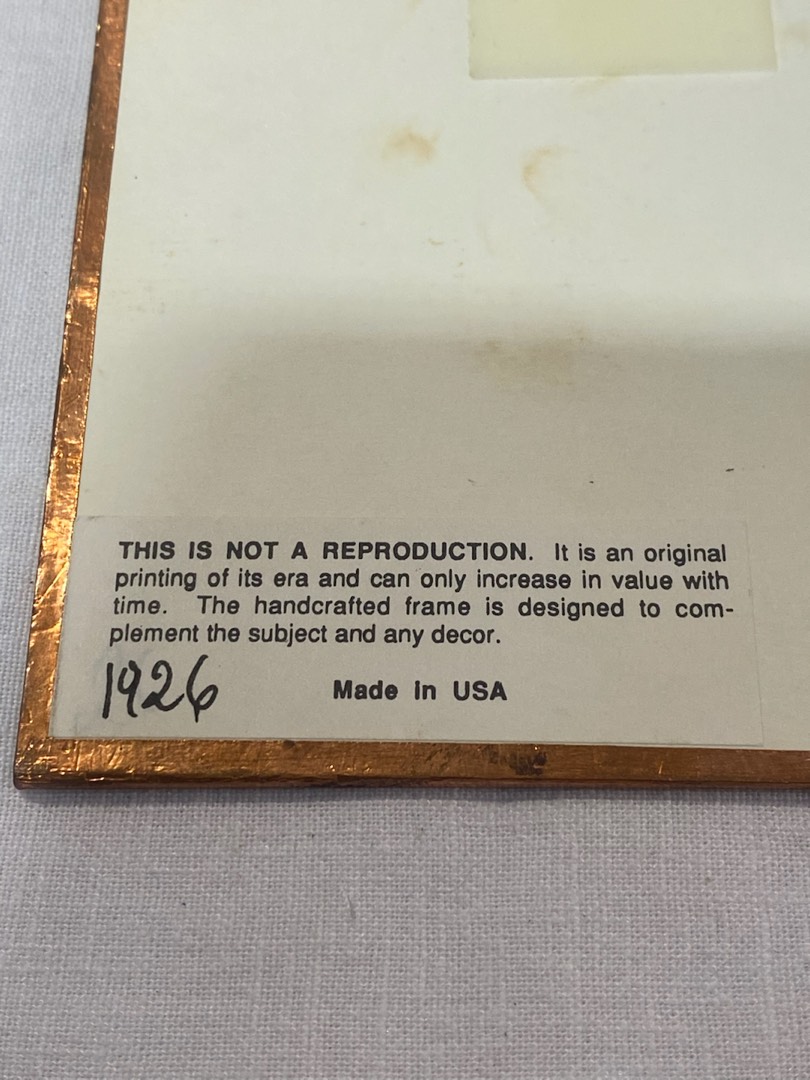 THIS IS NOT A REPRODUCTION. It is an original
printing of its era and can only increase in value with
time. The handcrafted frame is designed to com-
plement the subject and any decor.
1926 Made in USA